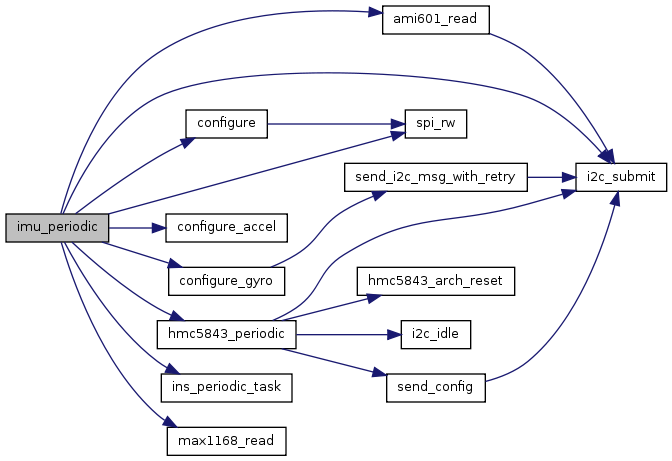 ami601_read
configure
spi_rw
send_i2c_msg_with_retry
i2c_submit
imu_periodic
configure_accel
configure_gyro
hmc5843_arch_reset
hmc5843_periodic
i2c_idle
ins_periodic_task
send_config
max1168_read